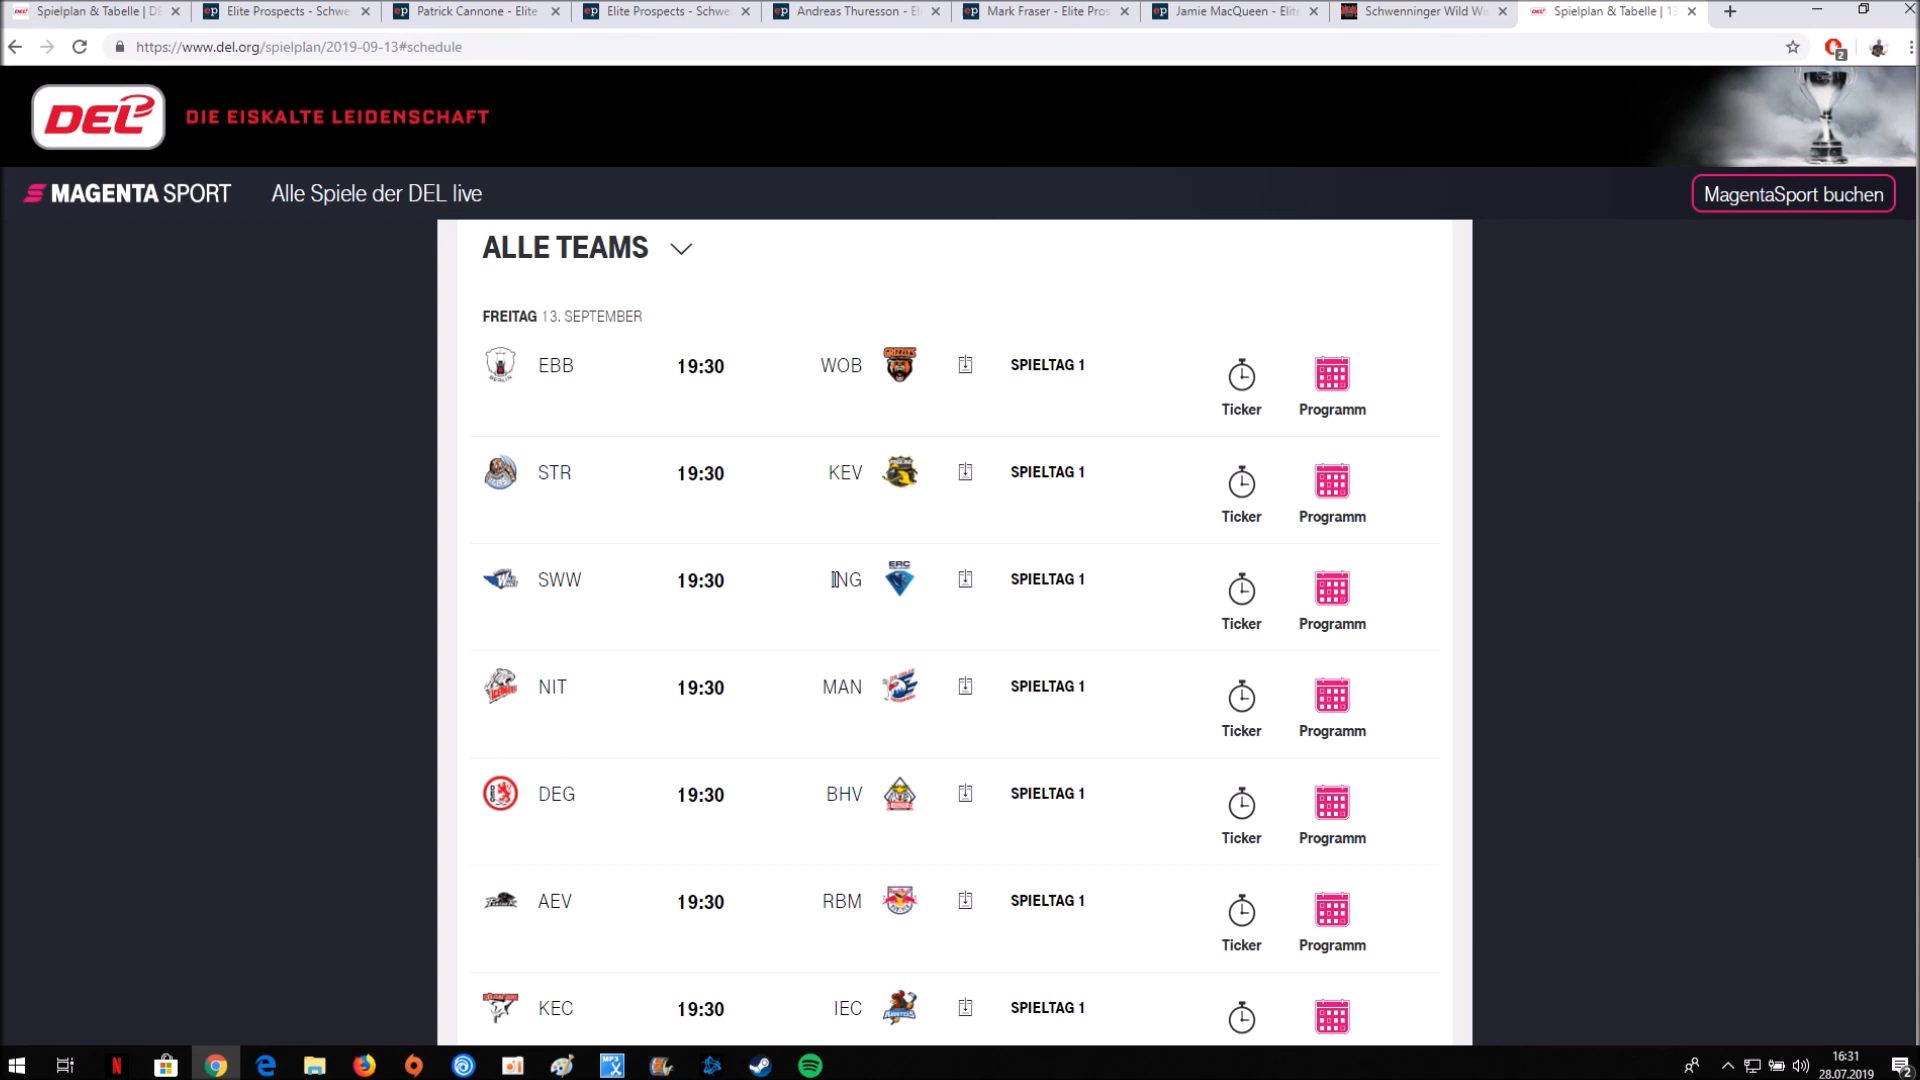 Spielplan & Tabelle | DE
Elite Prospects - Schwe
Patrick Cannone - Elite
Elite Prospects - Schwe
Andreas Thuresson - El
Mark Fraser - Elite Pros
Jamie MacQueen - Elite
Schwenninger Wild Wi
Spielplan & Tabelle | 13
https://www.del.org/spielplan/2019-09-13#schedule
2
DEL DIE EISKALTE LEIDENSCHAFT
MAGENTA SPORT Alle Spiele der DEL live MagentaSport buchen
ALLE TEAMS
FREITAG 13. SEPTEMBER
EBB 19:30 WOB SPIELTAG 1
Ticker Programm
STR 19:30 KEV SPIELTAG 1
Ticker Programm
SWW 19:30 ING ERC SPIELTAG 1
Ticker Programm
NIT 19:30 MAN SPIELTAG 1
Ticker Programm
DEG 19:30 BHV SPIELTAG 1
Ticker Programm
AEV 19:30 RBM SPIELTAG 1
Ticker Programm
KEC 19:30 IEC SPIELTAG 1
16:31
28.07.2019
2